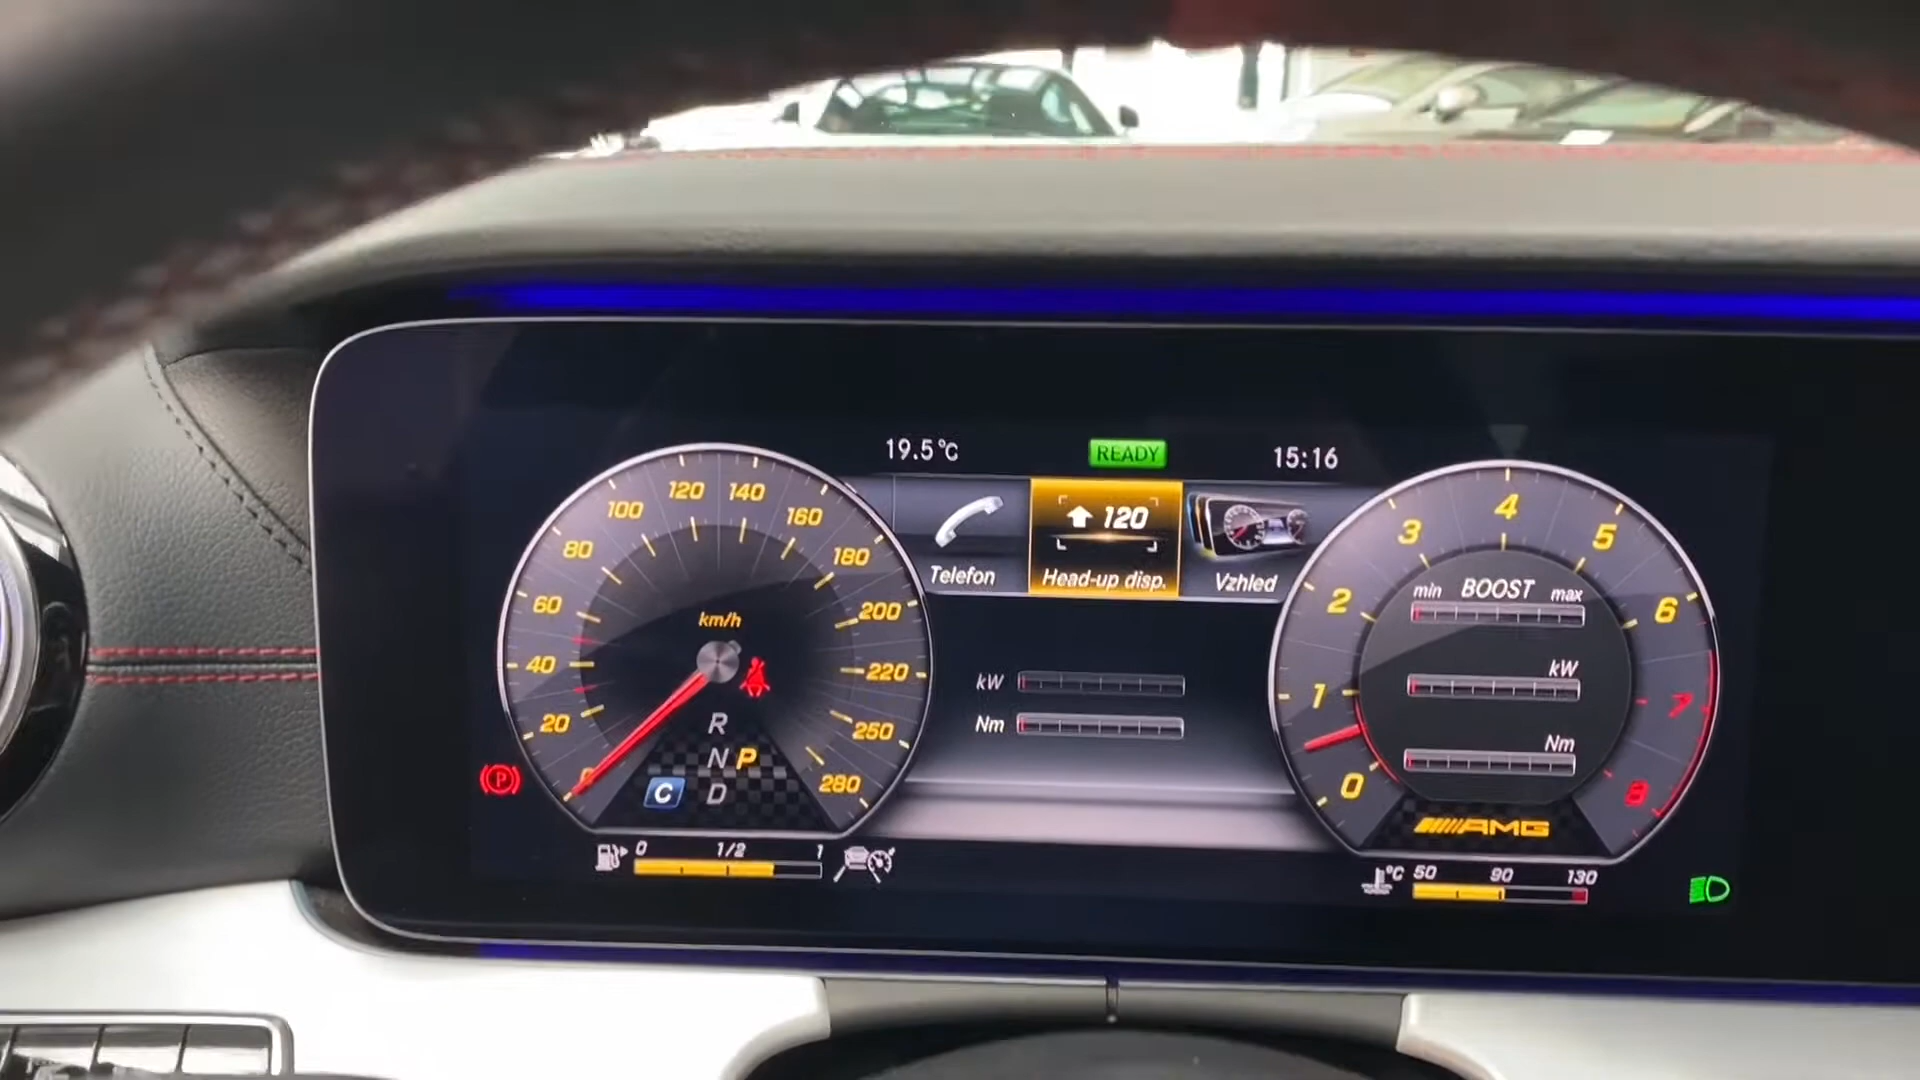 19.5°C
READY
15:16
120
Telefon
Head-up disp.
Vzhled
0
20
40
60
80
100
120
140
160
180
200
220
250
280
km/h
R
N P
C D
(P)
0 1/2 1
kW
Nm
0
1
2
3
4
5
6
7
8
min BOOST max
kW
Nm
AMG
°C 50 90 130